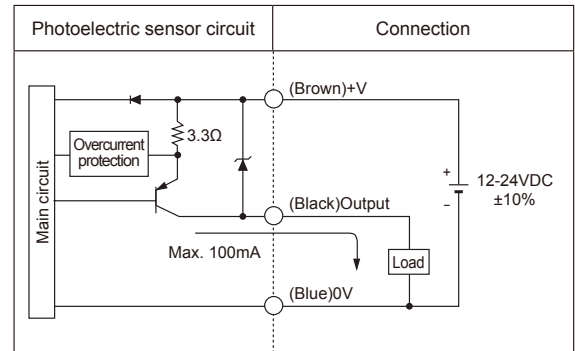 Photoelectric sensor circuit
Connection
(Brown)+V
3.3Ω
Overcurrent
protection
Main circuit
+
12-24VDC
−
±10%
(Black)Output
Max. 100mA
Load
(Blue)0V